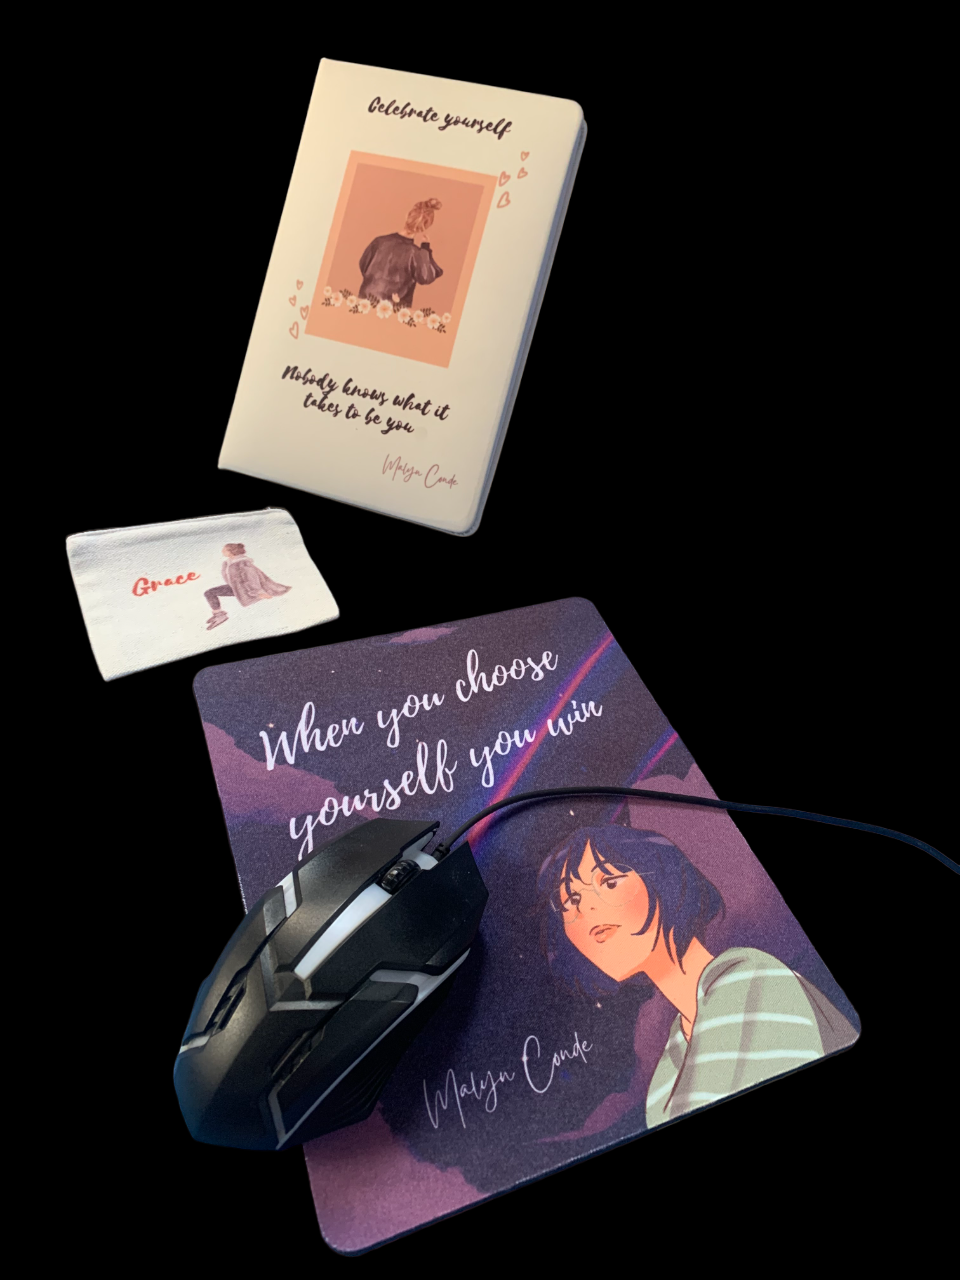 Celebrate yourself
Nobody knows what it
takes to be you
Malyn Conde
Grace
When you choose
yourself you win
Malyn Conde